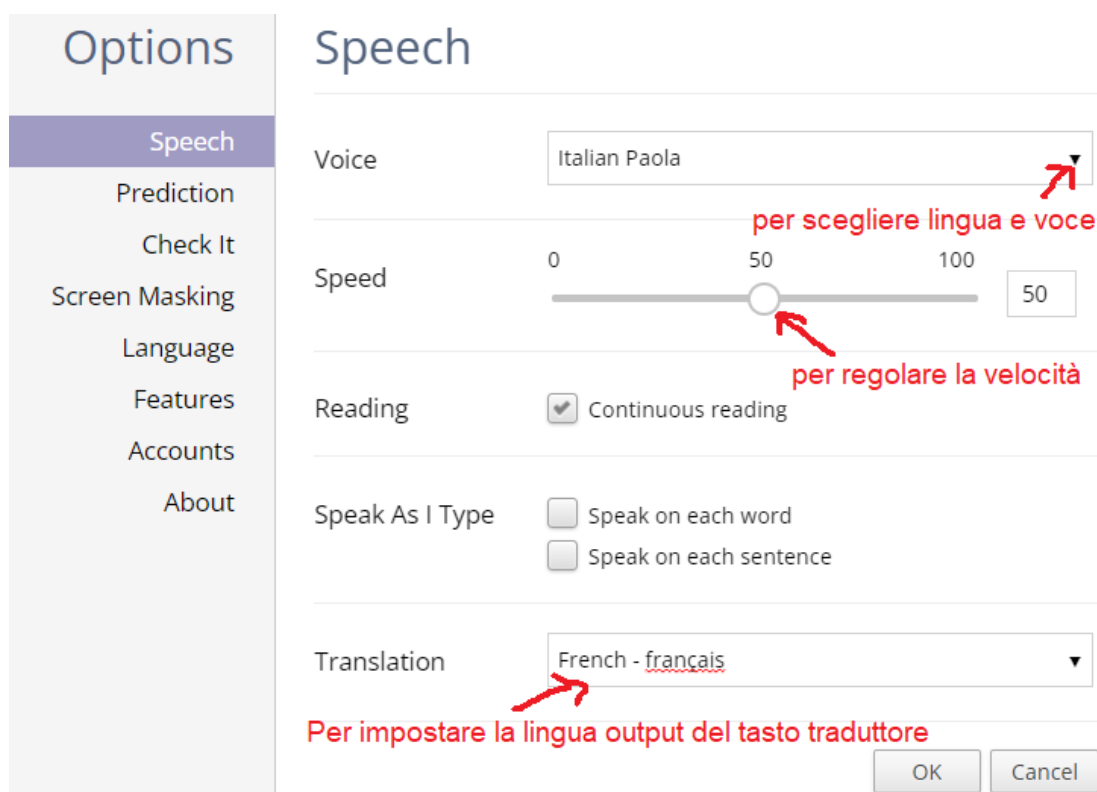 Options
Speech
Prediction
Check It
Screen Masking
Language
Features
Accounts
About
Speech
Voice
Italian Paola
per scegliere lingua e voce
0 50 100
Speed
50
per regolare la velocità
Reading
Continuous reading
Speak As I Type
Speak on each word
Speak on each sentence
Translation
French - français
Per impostare la lingua output del tasto traduttore
OK
Cancel